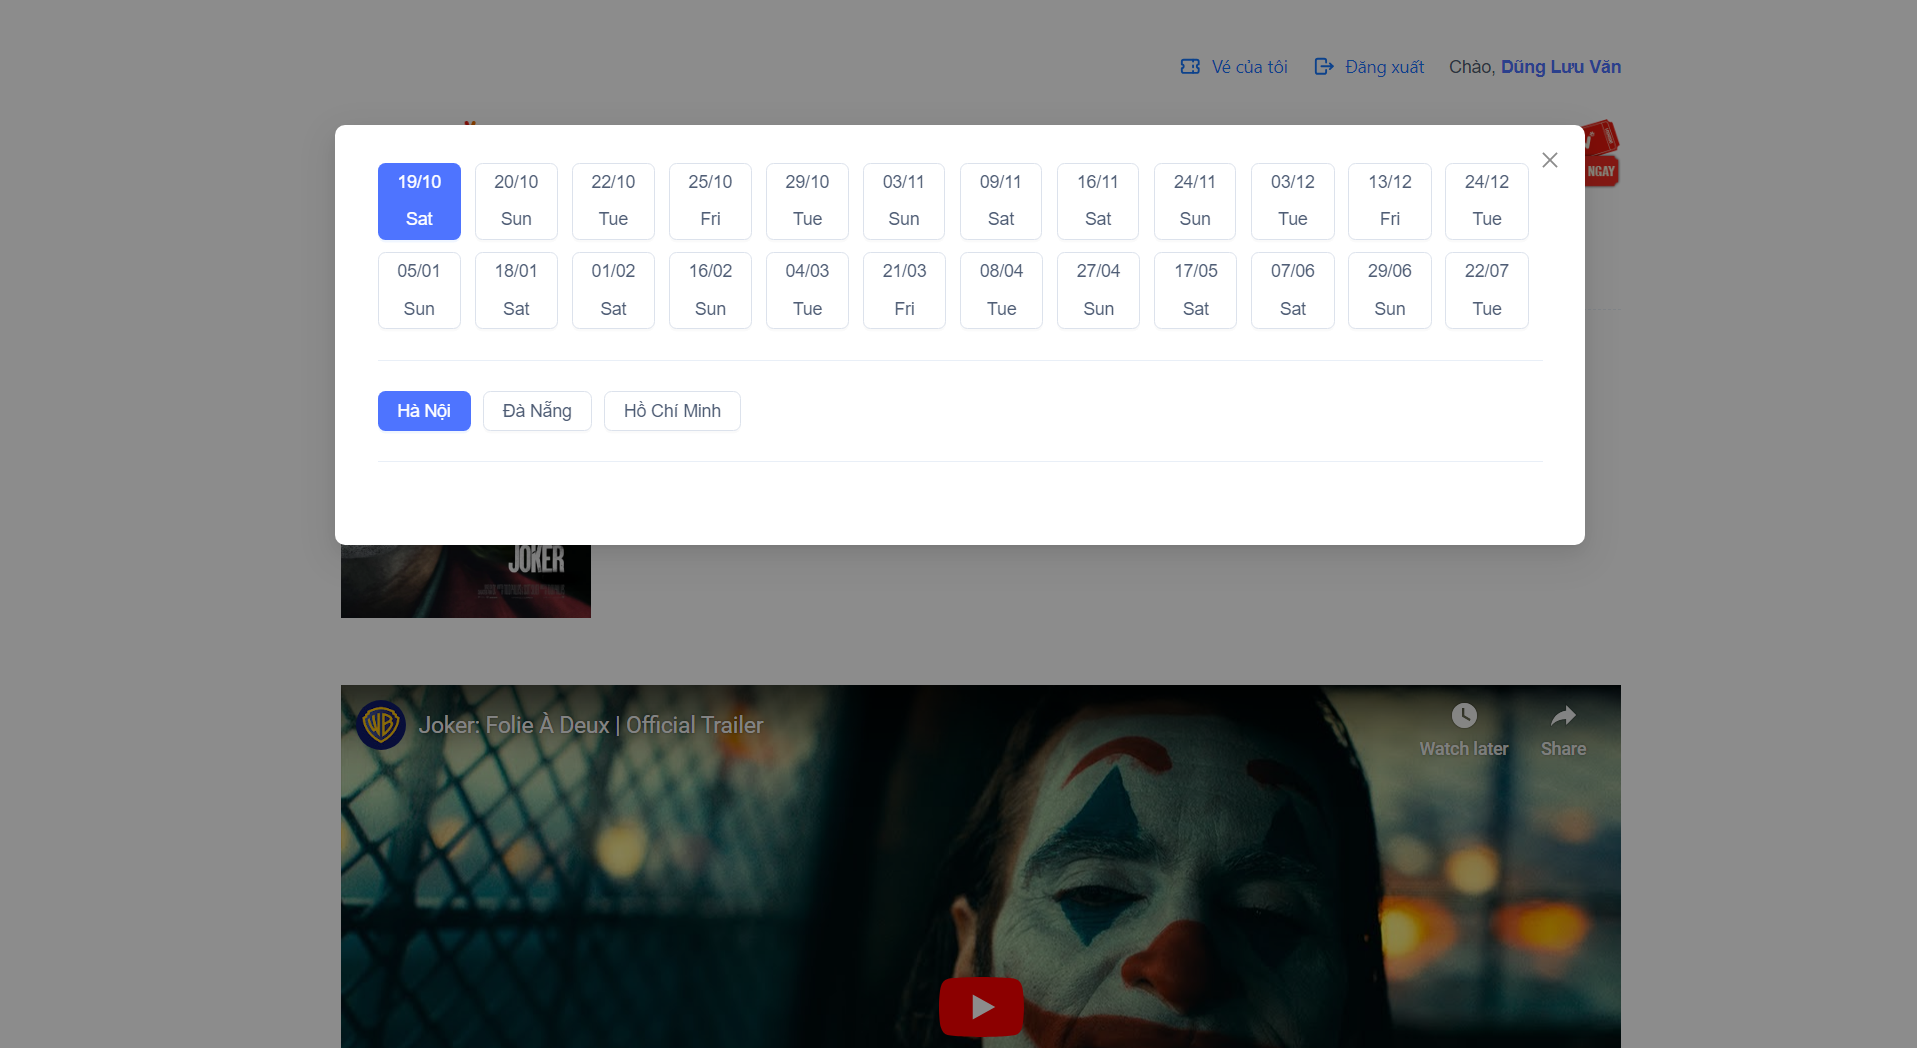 Vé của tôi Đăng xuất Chào, Dũng Lưu Văn
19/10 20/10 22/10 25/10 29/10 03/11 09/11 16/11 24/11 03/12 13/12 24/12
Sat Sun Tue Fri Tue Sun Sat Sat Sun Tue Fri Tue
NGAY
05/01 18/01 01/02 16/02 04/03 21/03 08/04 27/04 17/05 07/06 29/06 22/07
Sun Sat Sat Sun Tue Fri Tue Sun Sat Sat Sun Tue
Hà Nội Đà Nẵng Hồ Chí Minh
JOKER
Joker: Folie À Deux | Official Trailer
Watch later Share